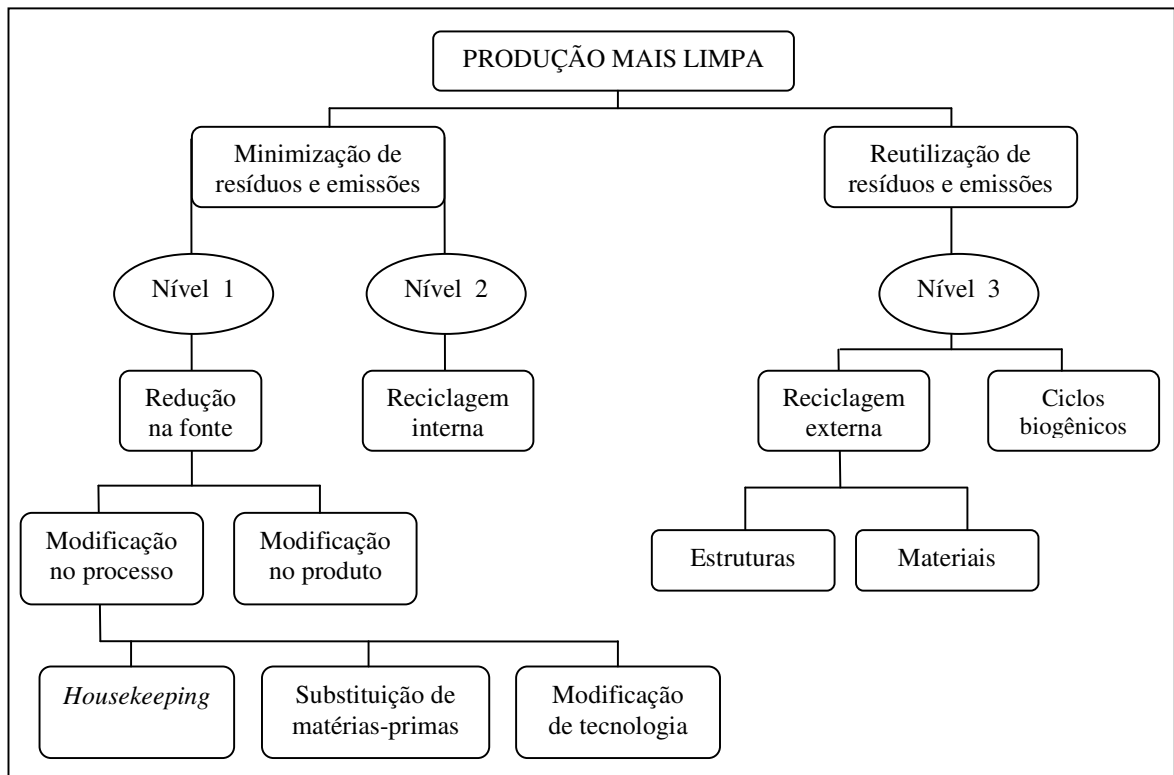 PRODUÇÃO MAIS LIMPA
Minimização de
resíduos e emissões
Reutilização de
resíduos e emissões
Nível 1
Nível 2
Nível 3
Redução
na fonte
Reciclagem
interna
Reciclagem
externa
Ciclos
biogênicos
Modificação
no processo
Modificação
no produto
Estruturas
Materiais
Housekeeping
Substituição de
matérias-primas
Modificação
de tecnologia